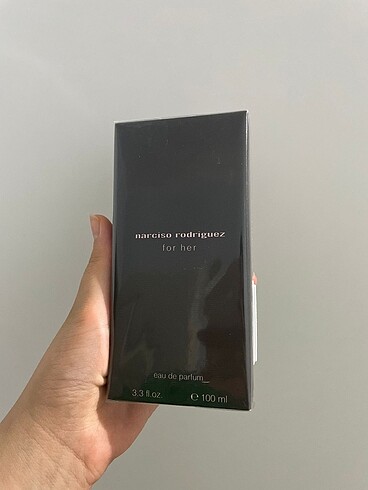 narciso rodriguez
for her
eau de parfum_
3.3 fl.oz ℮ 100 ml